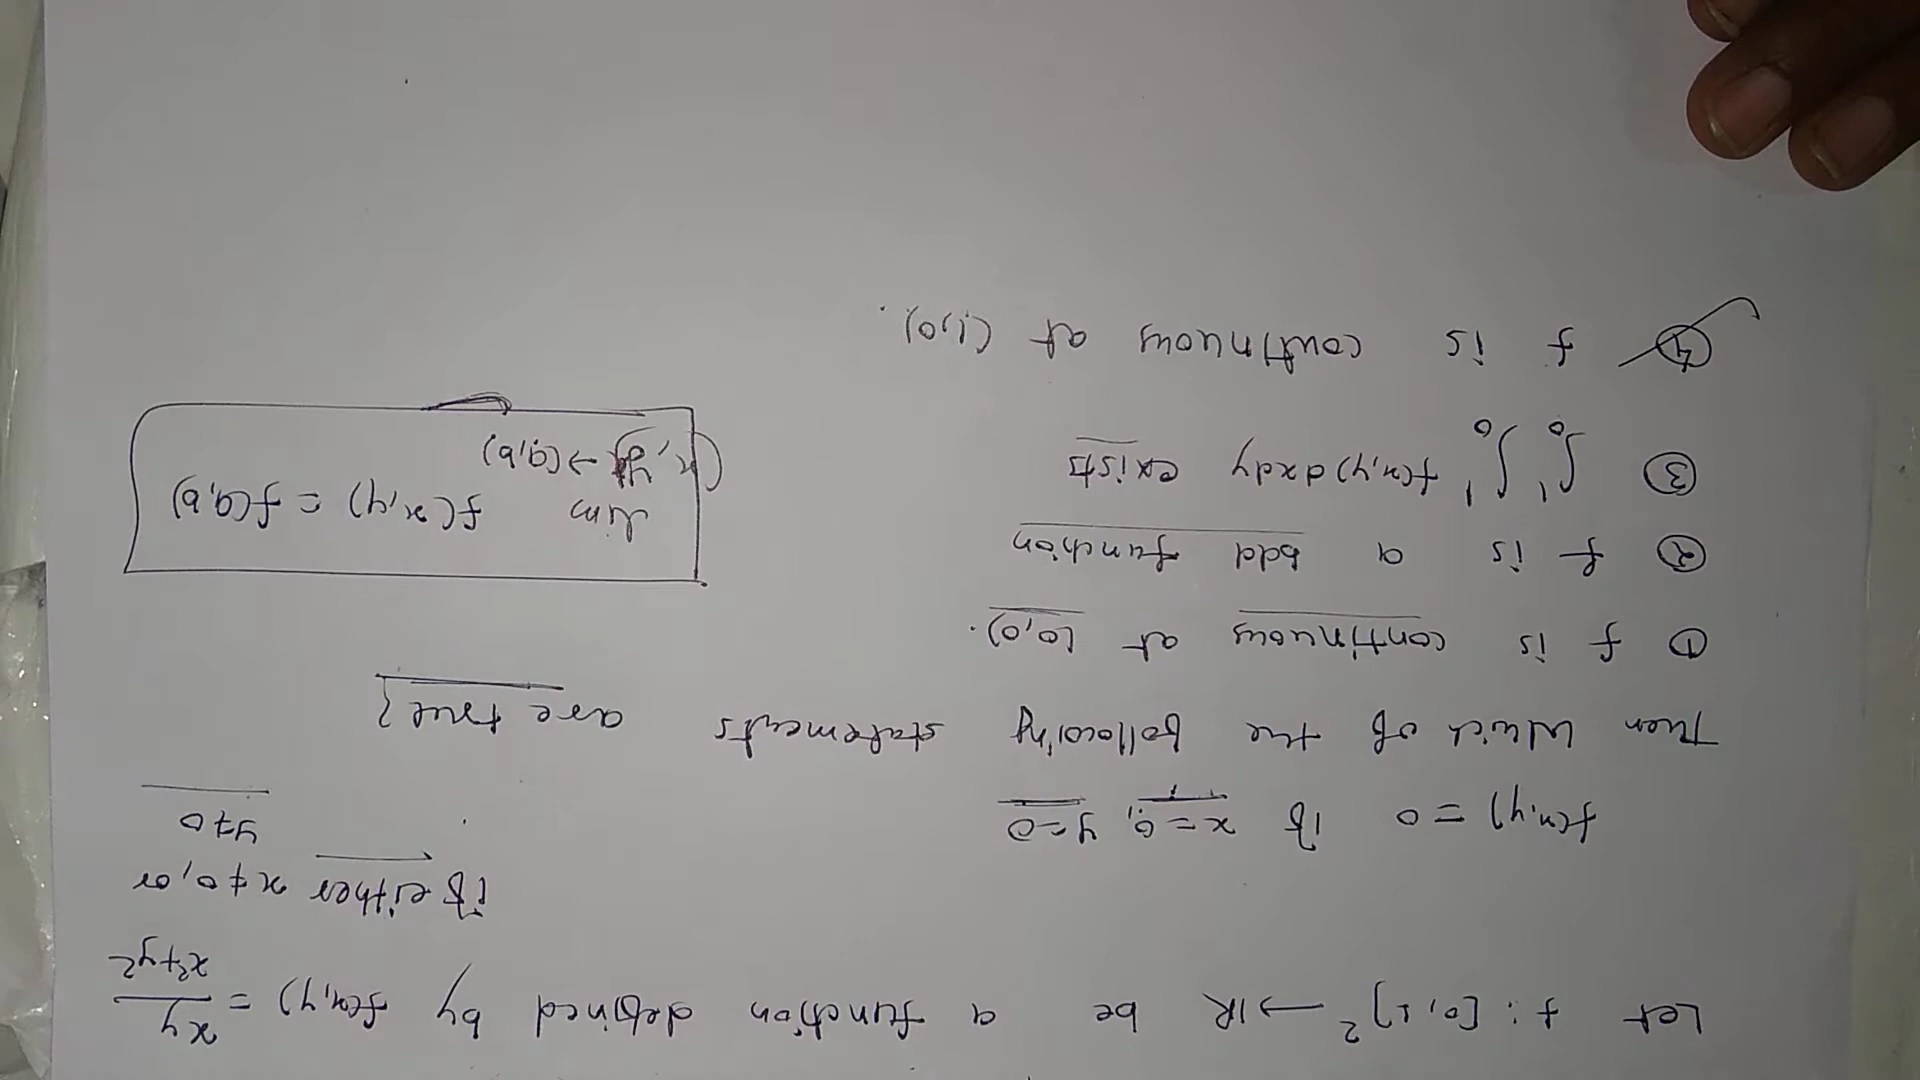 Let f : [0,1]² → IR be a function defined by f(x,y) = xy / x²+y²
if either x≠0, or
y≠0
f(x,y) = 0 if x=0, y=0
Then which of the following statements are true?
① f is continuous at (0,0).
② f is a bdd function
③ ∫₀¹ ∫₀¹ f(x,y) dxdy exists
lim f(x,y) = f(a,b)
(x,y) → (a,b)
④ f is continuous at (1,0).